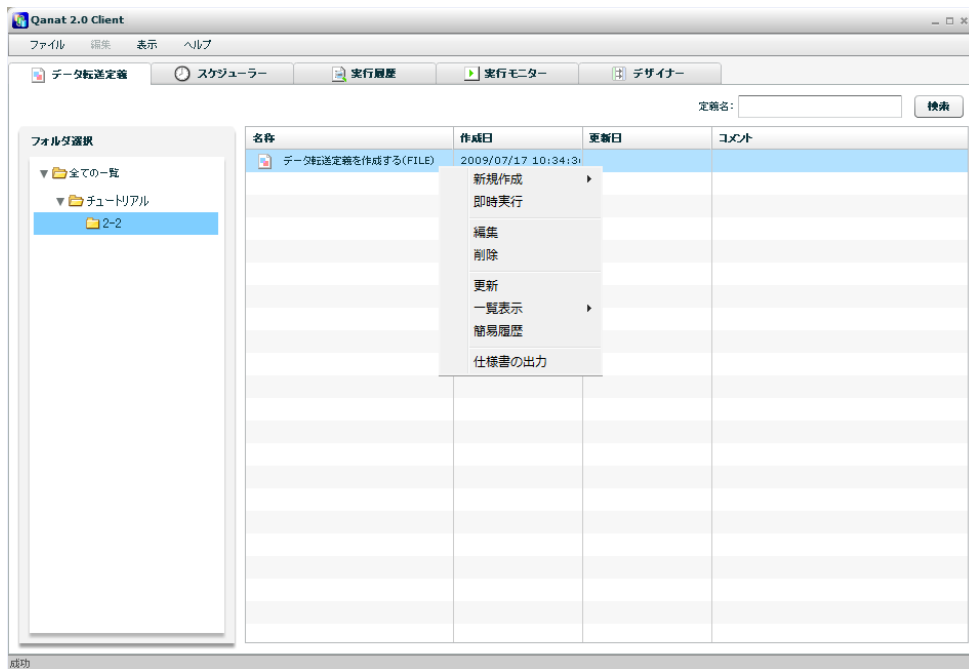 Qanat 2.0 Client
ファイル 編集 表示 ヘルプ
データ転送定義 スケジューラー 実行履歴 実行モニター デザイナー
定義名: 検索
フォルダ選択
全ての一覧
チュートリアル
2-2
名称 作成日 更新日 コメント
データ転送定義を作成する(FILE) 2009/07/17 10:34:3
新規作成
即時実行
編集
削除
更新
一覧表示
簡易履歴
仕様書の出力
成功